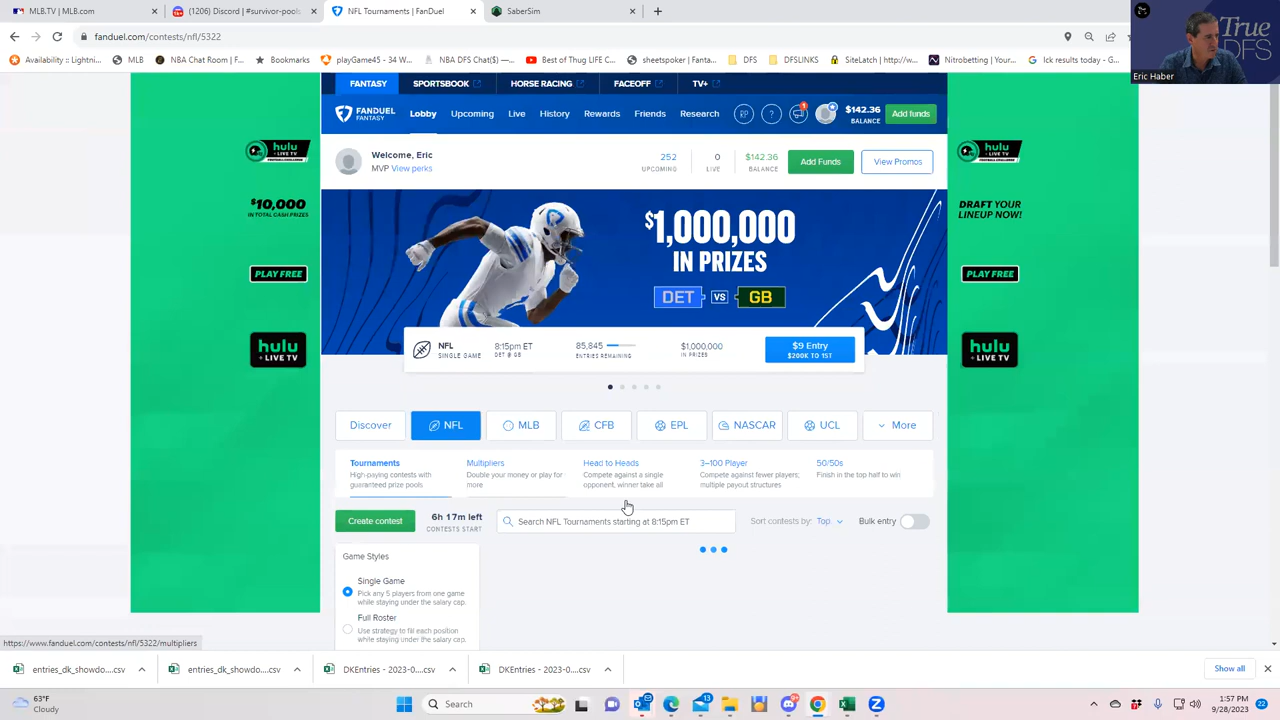 MLB.TV | MLB.com
(1206) Discord | #survivor-pools
NFL Tournaments | FanDuel
SaberSim
fanduel.com/contests/nfl/5322
Availability :: Lightni...
MLB
NBA Chat Room | F...
Bookmarks
playGame45 - 34 W...
NBA DFS Chat($) —...
Best of Thug LIFE C...
sheetspoker | Fanta...
DFS
DFSLINKS
SiteLatch | http://w...
Nitrobetting | Your...
lck results today - G...
True
DFS
Eric Haber
FANTASY
SPORTSBOOK
HORSE RACING
FACEOFF
TV+
FANDUEL
FANTASY
Lobby
Upcoming
Live
History
Rewards
Friends
Research
RP
?
1
$142.36
BALANCE
Add funds
Welcome, Eric
MVP View perks
252
UPCOMING
0
LIVE
$142.36
BALANCE
Add Funds
View Promos
hulu
+ LIVE TV
FOOTBALL CHALLENGE
$10,000
IN TOTAL CASH PRIZES
PLAY FREE
hulu
+ LIVE TV
hulu
+ LIVE TV
FOOTBALL CHALLENGE
DRAFT YOUR
LINEUP NOW!
PLAY FREE
hulu
+ LIVE TV
$1,000,000
IN PRIZES
DET VS GB
NFL
SINGLE GAME
8:15pm ET
DET @ GB
85,845
ENTRIES REMAINING
$1,000,000
IN PRIZES
$9 Entry
$200K TO 1ST
Discover
NFL
MLB
CFB
EPL
NASCAR
UCL
More
Tournaments
High-paying contests with
guaranteed prize pools
Multipliers
Double your money or play for
more
Head to Heads
Compete against a single
opponent, winner take all
3–100 Player
Compete against fewer players;
multiple payout structures
50/50s
Finish in the top half to win
Create contest
6h 17m left
CONTESTS START
Search NFL Tournaments starting at 8:15pm ET
Sort contests by: Top
Bulk entry
Game Styles
Single Game
Pick any 5 players from one game
while staying under the salary cap.
Full Roster
Use strategy to fill each position
while staying under the salary cap.
https://www.fanduel.com/contests/nfl/5322/multipliers
entries_dk_showdo....csv
entries_dk_showdo....csv
DKEntries - 2023-0....csv
DKEntries - 2023-0....csv
Show all
63°F
Cloudy
Search
13
1:57 PM
9/28/2023
22